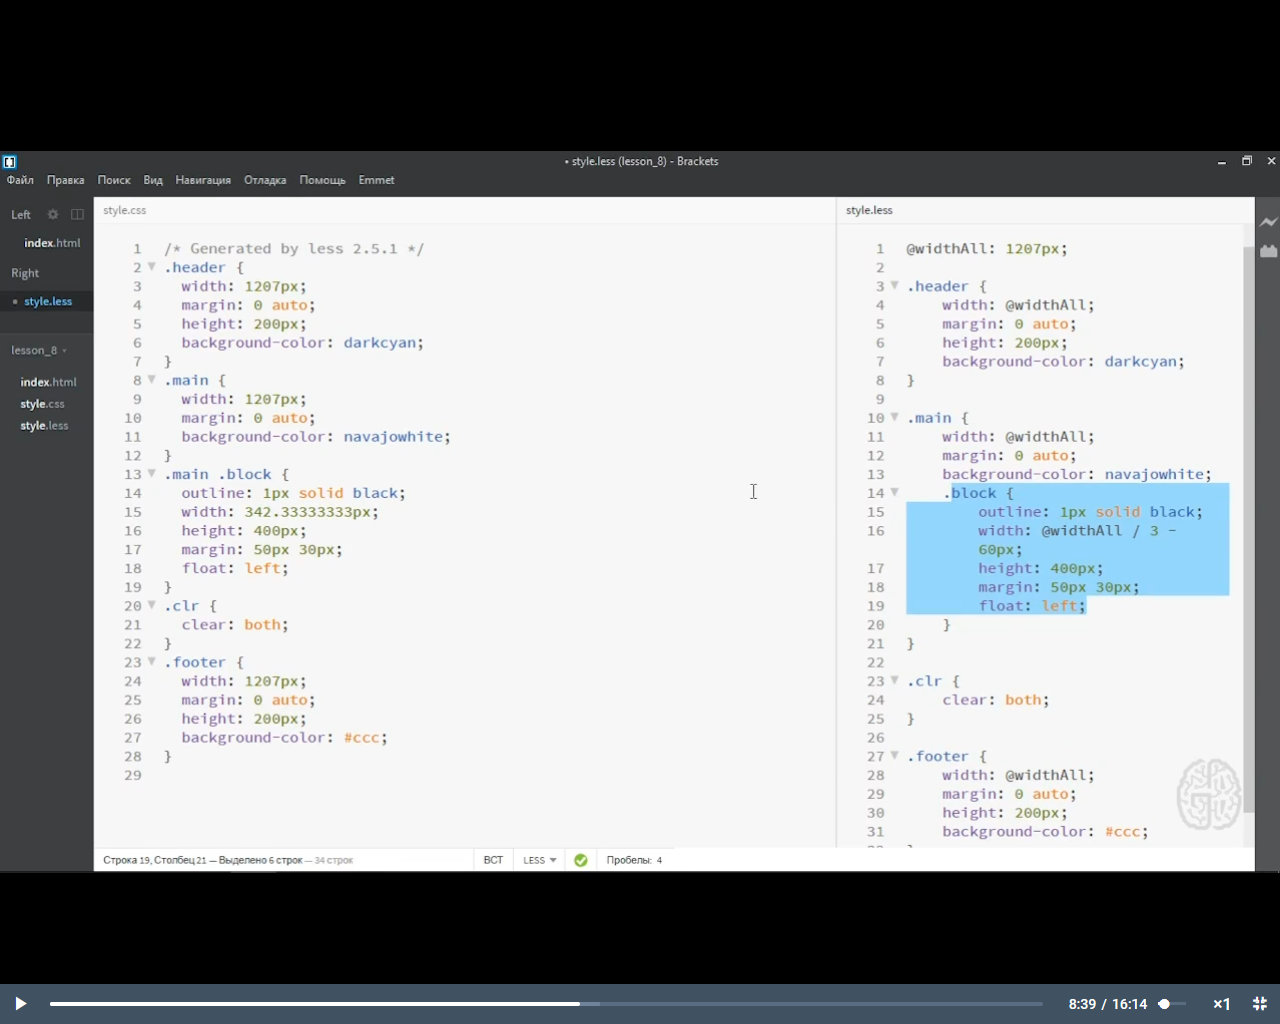 • style.less (lesson_8) - Brackets
Файл Правка Поиск Вид Навигация Отладка Помощь Emmet
Left
index.html
Right
• style.less
lesson_8
index.html
style.css
style.less
style.css
1 /* Generated by less 2.5.1 */
2 .header {
3 width: 1207px;
4 margin: 0 auto;
5 height: 200px;
6 background-color: darkcyan;
7 }
8 .main {
9 width: 1207px;
10 margin: 0 auto;
11 background-color: navajowhite;
12 }
13 .main .block {
14 outline: 1px solid black;
15 width: 342.33333333px;
16 height: 400px;
17 margin: 50px 30px;
18 float: left;
19 }
20 .clr {
21 clear: both;
22 }
23 .footer {
24 width: 1207px;
25 margin: 0 auto;
26 height: 200px;
27 background-color: #ccc;
28 }
29
style.less
1 @widthAll: 1207px;
2
3 .header {
4 width: @widthAll;
5 margin: 0 auto;
6 height: 200px;
7 background-color: darkcyan;
8 }
9
10 .main {
11 width: @widthAll;
12 margin: 0 auto;
13 background-color: navajowhite;
14 .block {
15 outline: 1px solid black;
16 width: @widthAll / 3 -
60px;
17 height: 400px;
18 margin: 50px 30px;
19 float: left;
20 }
21 }
22
23 .clr {
24 clear: both;
25 }
26
27 .footer {
28 width: @widthAll;
29 margin: 0 auto;
30 height: 200px;
31 background-color: #ccc;
Строка 19, Столбец 21 — Выделено 6 строк — 34 строк
ВСТ LESS Пробелы: 4
8:39 / 16:14 ×1